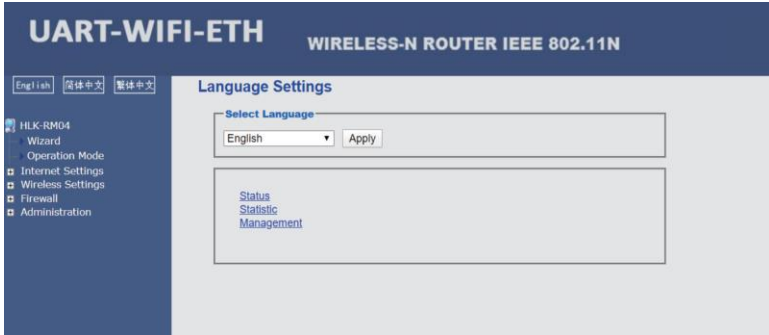 UART-WIFI-ETH
WIRELESS-N ROUTER IEEE 802.11N
English 简体中文 繁体中文
HLK-RM04
Wizard
Operation Mode
Internet Settings
Wireless Settings
Firewall
Administration
Language Settings
Select Language
English
Apply
Status
Statistic
Management